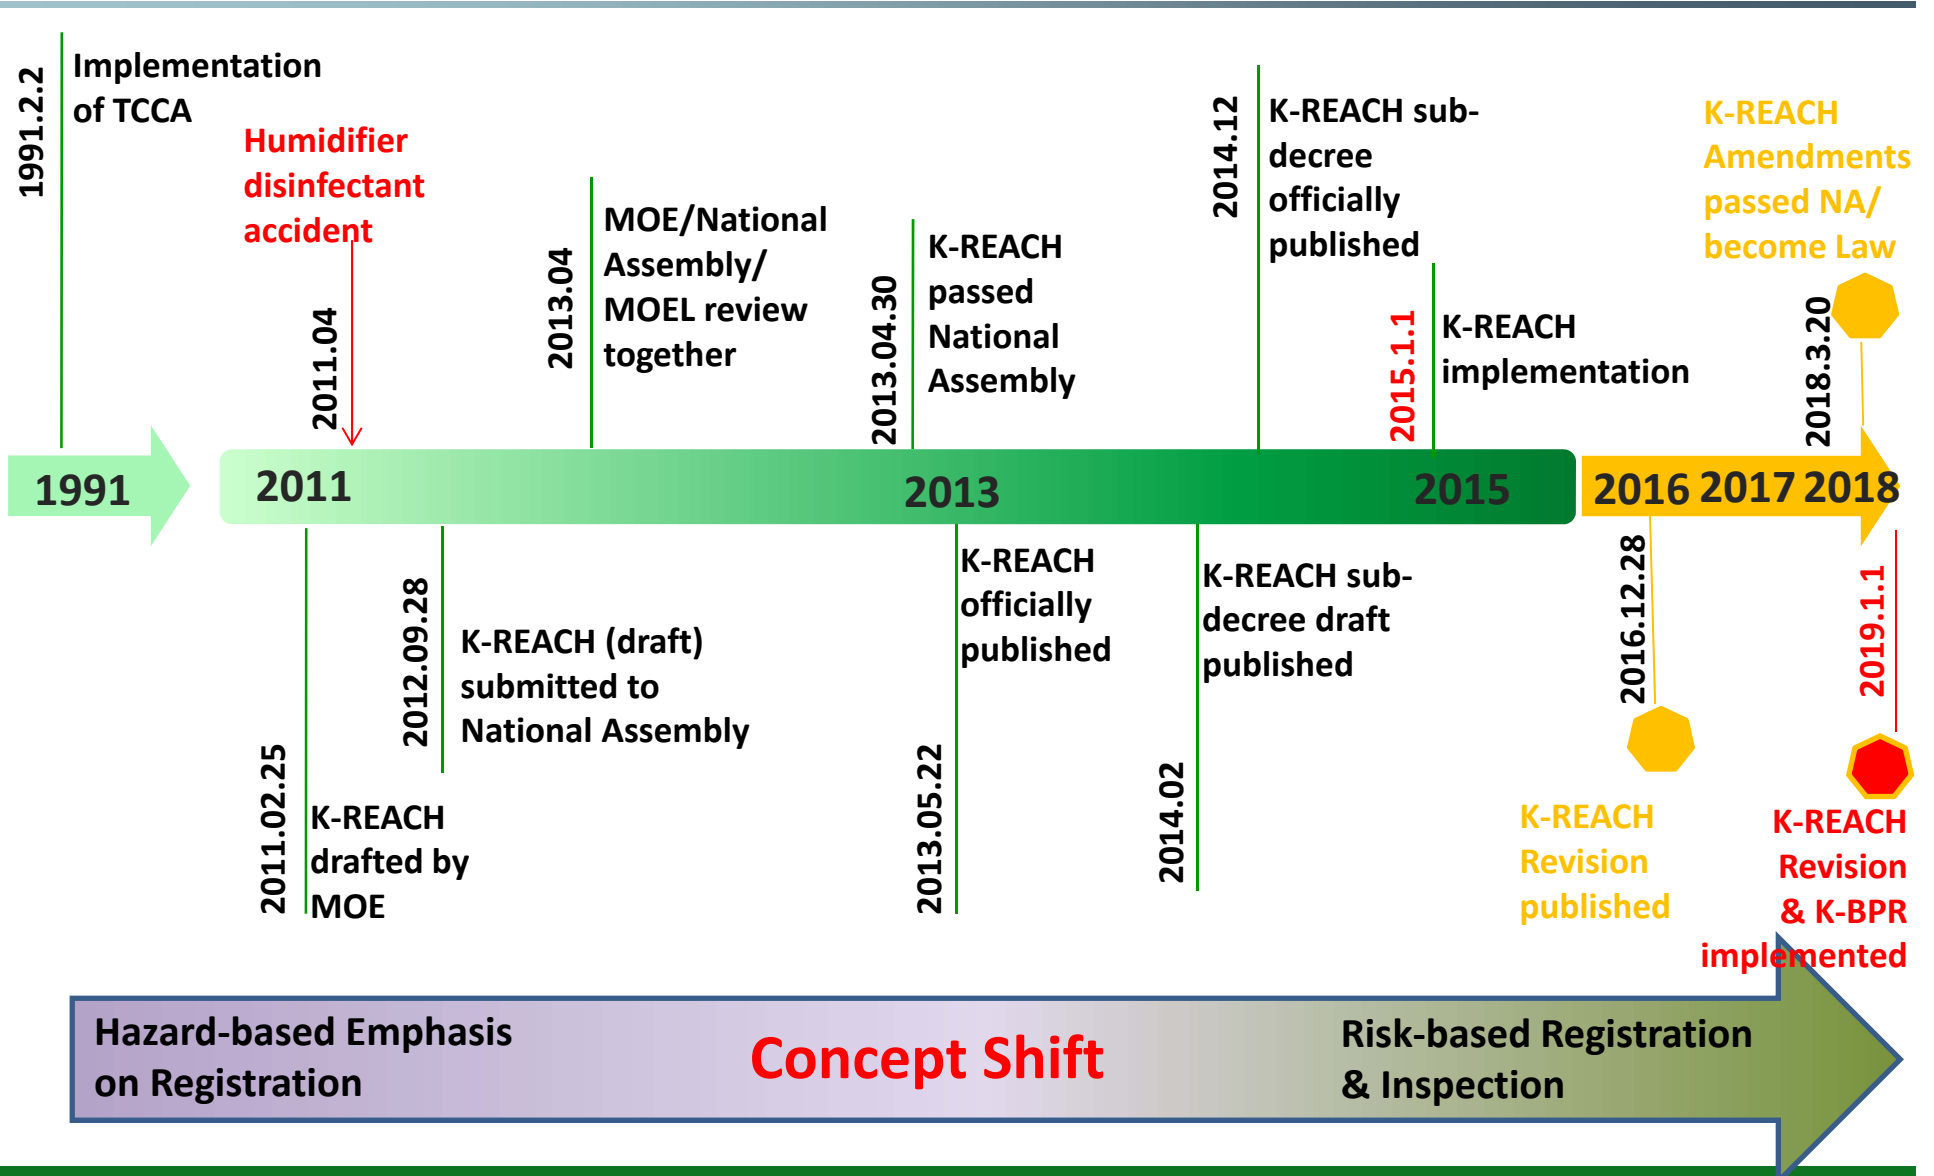 1991.2.2
Implementation
of TCCA
Humidifier
disinfectant
accident
2011.04
2013.04
MOE/National
Assembly/
MOEL review
together
2013.04.30
K-REACH
passed
National
Assembly
2014.12
K-REACH sub-
decree
officially
published
2015.1.1
K-REACH
implementation
K-REACH
Amendments
passed NA/
become Law
2018.3.20
1991
2011
2013
2015
2016
2017
2018
2011.02.25
K-REACH
drafted by
MOE
2012.09.28
K-REACH (draft)
submitted to
National Assembly
2013.05.22
K-REACH
officially
published
2014.02
K-REACH sub-
decree draft
published
2016.12.28
K-REACH
Revision
published
2019.1.1
K-REACH
Revision
& K-BPR
implemented
Hazard-based Emphasis
on Registration
Concept Shift
Risk-based Registration
& Inspection